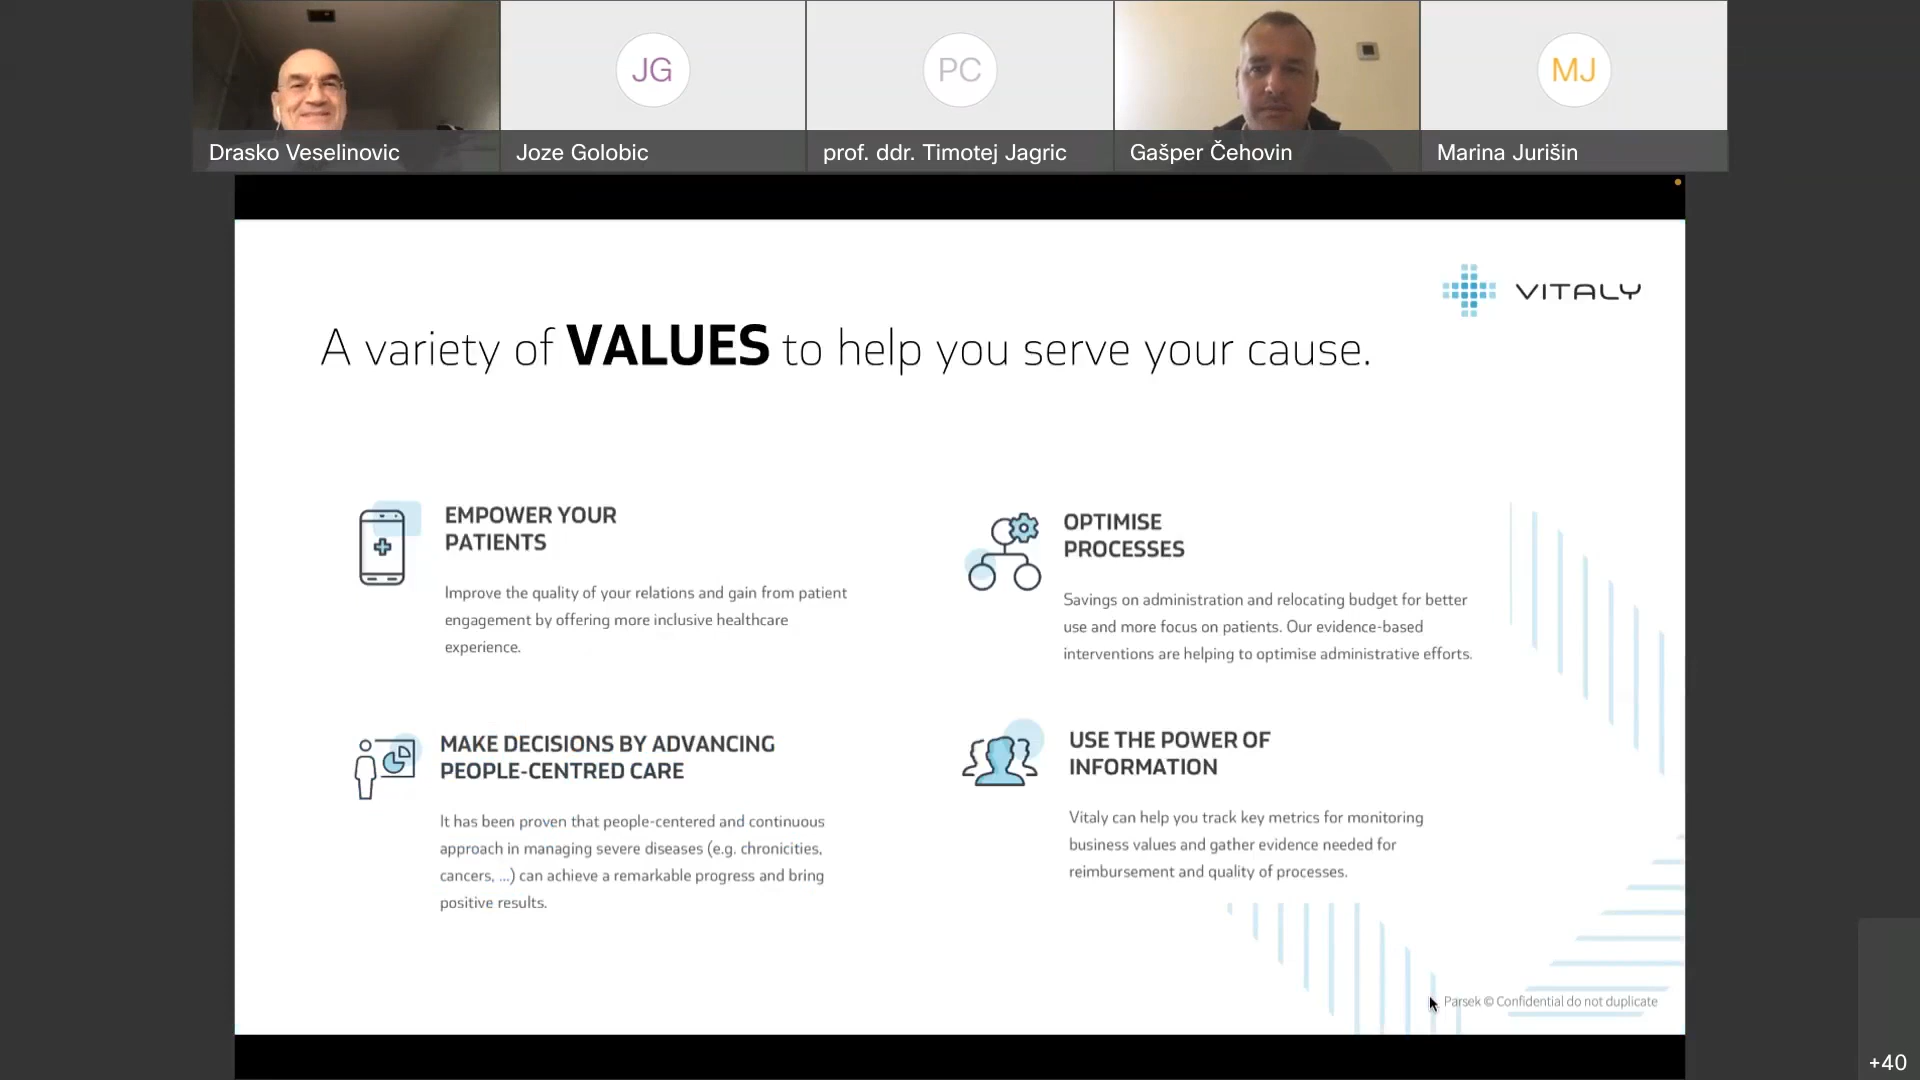 JG
PC
MJ
Drasko Veselinovic
Joze Golobic
prof. ddr. Timotej Jagric
Gašper Čehovin
Marina Jurišin
VITALY
A variety of VALUES to help you serve your cause.
EMPOWER YOUR
PATIENTS
Improve the quality of your relations and gain from patient
engagement by offering more inclusive healthcare
experience.
OPTIMISE
PROCESSES
Savings on administration and relocating budget for better
use and more focus on patients. Our evidence-based
interventions are helping to optimise administrative efforts.
MAKE DECISIONS BY ADVANCING
PEOPLE-CENTRED CARE
It has been proven that people-centered and continuous
approach in managing severe diseases (e.g. chronicities,
cancers, ...) can achieve a remarkable progress and bring
positive results.
USE THE POWER OF
INFORMATION
Vitaly can help you track key metrics for monitoring
business values and gather evidence needed for
reimbursement and quality of processes.
Parsek © Confidential do not duplicate
+40